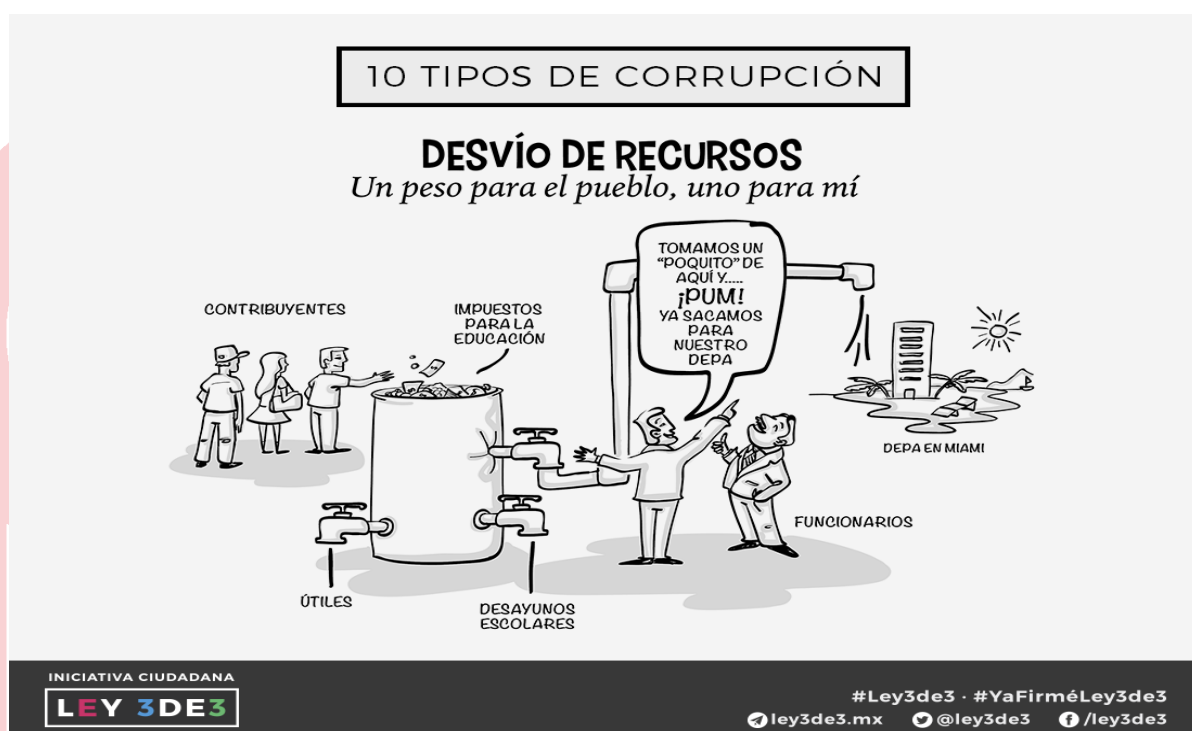 10 TIPOS DE CORRUPCIÓN
DESVÍO DE RECURSOS
Un peso para el pueblo, uno para mí
TOMAMOS UN
“POQUITO” DE
AQUÍ Y.....
¡PUM!
YA SACAMOS
PARA
NUESTRO
DEPA
CONTRIBUYENTES
IMPUESTOS
PARA LA
EDUCACIÓN
DEPA EN MIAMI
FUNCIONARIOS
ÚTILES
DESAYUNOS
ESCOLARES
INICIATIVA CIUDADANA
LEY 3DE3
#Ley3de3 · #YaFirméLey3de3
ley3de3.mx @ley3de3 /ley3de3